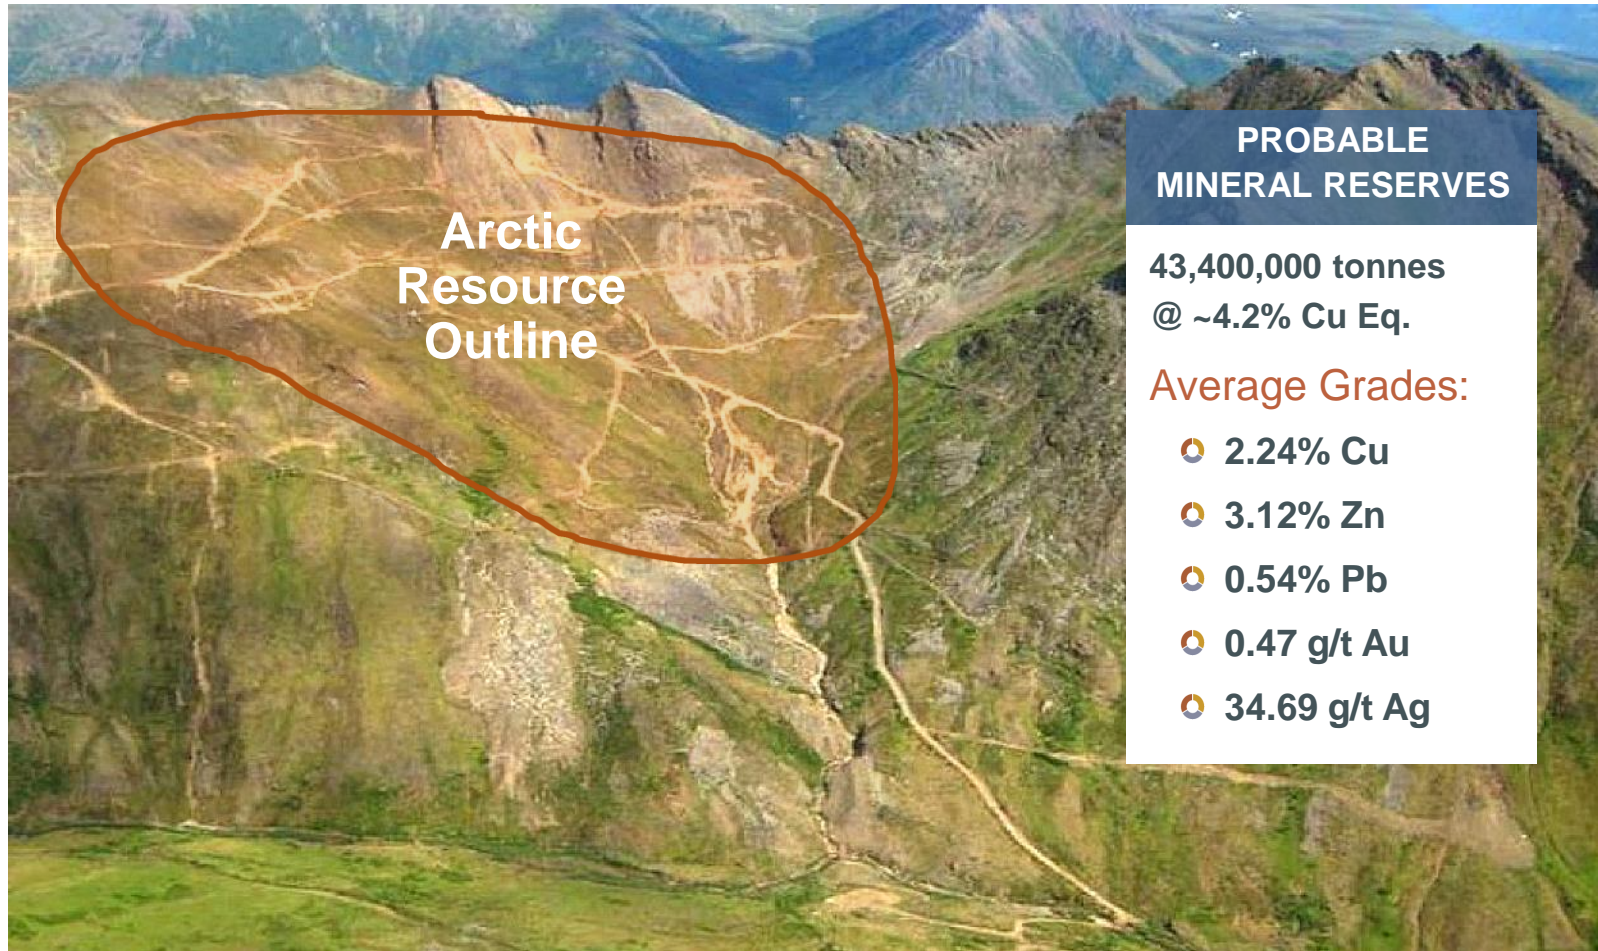 Arctic
Resource
Outline
PROBABLE
MINERAL RESERVES
43,400,000 tonnes
@ ~4.2% Cu Eq.
Average Grades:
2.24% Cu
3.12% Zn
0.54% Pb
0.47 g/t Au
34.69 g/t Ag